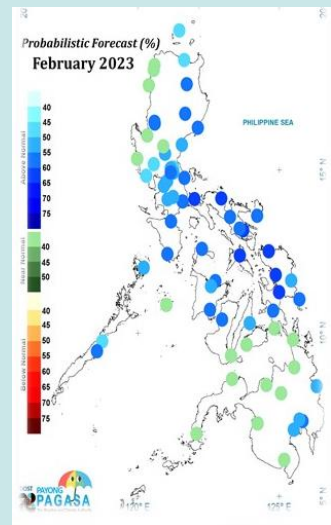 Probabilistic Forecast (%)
February 2023
PHILIPPINE SEA
40
45
50
55
60
65
70
75
Above Normal
40
45
50
Near Normal
40
45
50
55
60
65
70
75
Below Normal
15°N
10°N
120°E
125°E
PAYONG
PAGASA